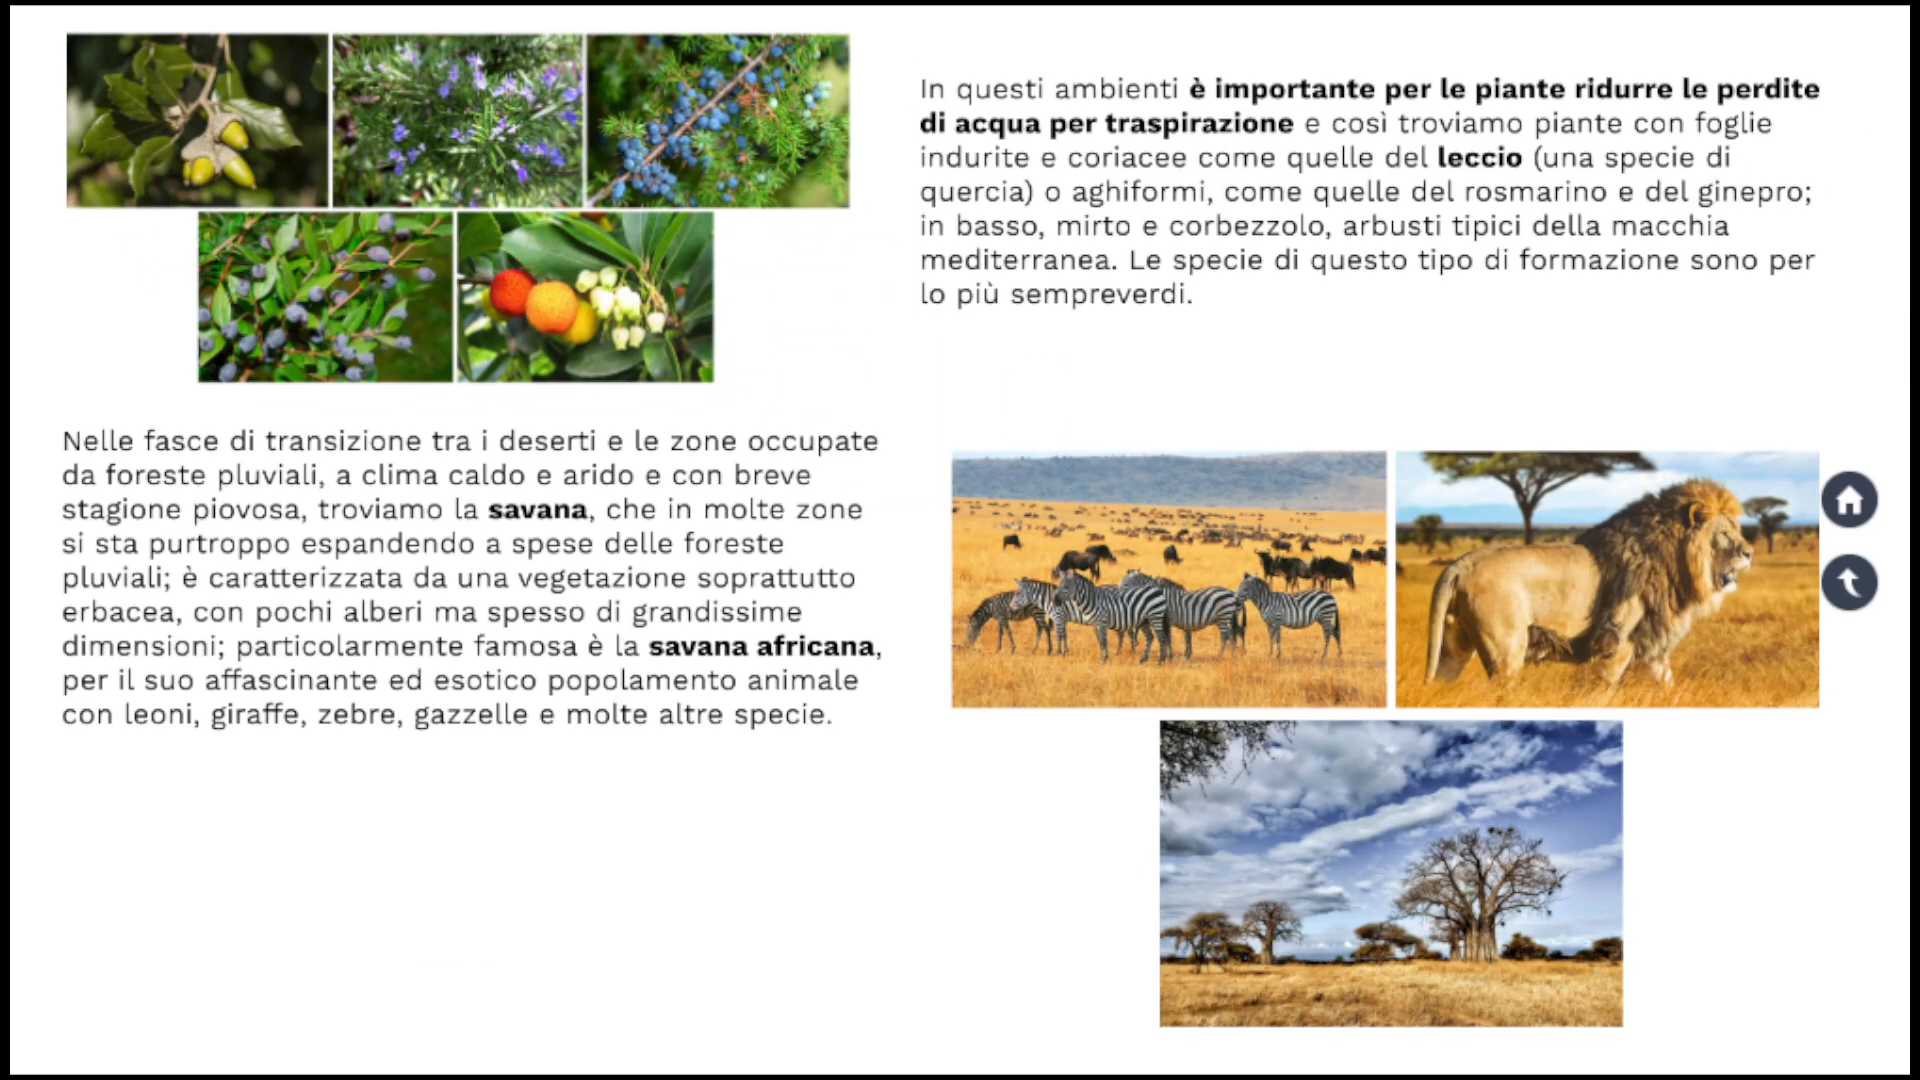 In questi ambienti è importante per le piante ridurre le perdite
di acqua per traspirazione e così troviamo piante con foglie
indurite e coriacee come quelle del leccio (una specie di
quercia) o aghiformi, come quelle del rosmarino e del ginepro;
in basso, mirto e corbezzolo, arbusti tipici della macchia
mediterranea. Le specie di questo tipo di formazione sono per
lo più sempreverdi.
Nelle fasce di transizione tra i deserti e le zone occupate
da foreste pluviali, a clima caldo e arido e con breve
stagione piovosa, troviamo la savana, che in molte zone
si sta purtroppo espandendo a spese delle foreste
pluviali; è caratterizzata da una vegetazione soprattutto
erbacea, con pochi alberi ma spesso di grandissime
dimensioni; particolarmente famosa è la savana africana,
per il suo affascinante ed esotico popolamento animale
con leoni, giraffe, zebre, gazzelle e molte altre specie.